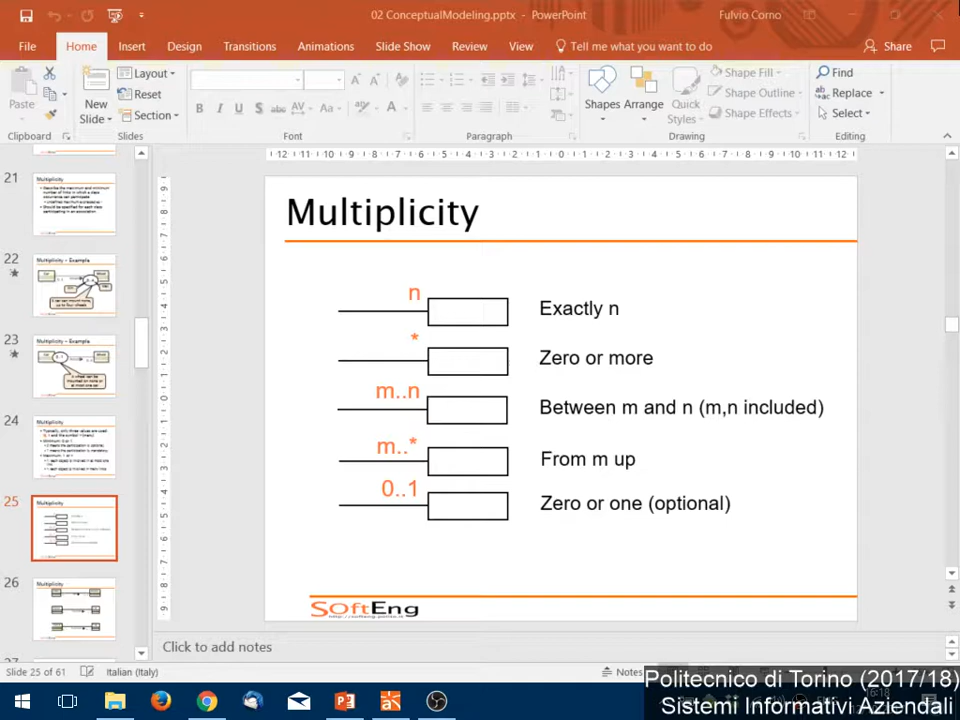 02 ConceptualModeling.pptx - PowerPoint
Fulvio Corno
File Home Insert Design Transitions Animations Slide Show Review View Tell me what you want to do Share
Paste
New
Slide
Layout
Reset
Section
Shapes Arrange Quick
Styles
Shape Fill
Shape Outline
Shape Effects
Find
Replace
Select
Clipboard Slides Font Paragraph Drawing Editing
21
22
23
24
25
26
Multiplicity
n Exactly n
* Zero or more
m..n Between m and n (m,n included)
m..* From m up
0..1 Zero or one (optional)
SOftEng
http://softeng.polito.it
Click to add notes
Slide 25 of 61 Italian (Italy) Notes
Politecnico di Torino (2017/18)
Sistemi Informativi Aziendali